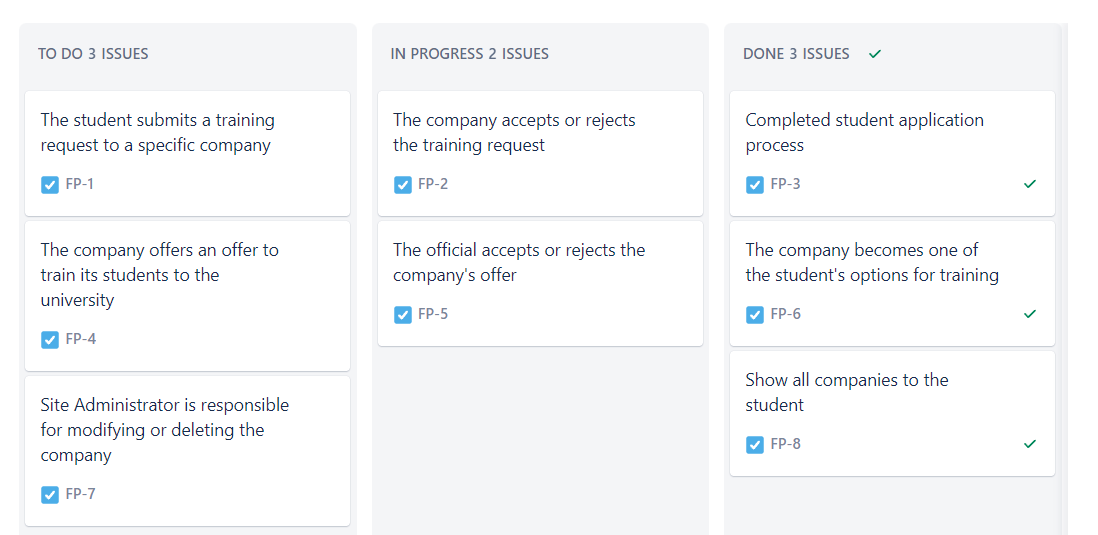 TO DO 3 ISSUES
The student submits a training
request to a specific company
FP-1
The company offers an offer to
train its students to the
university
FP-4
Site Administrator is responsible
for modifying or deleting the
company
FP-7
IN PROGRESS 2 ISSUES
The company accepts or rejects
the training request
FP-2
The official accepts or rejects the
company's offer
FP-5
DONE 3 ISSUES
Completed student application
process
FP-3
The company becomes one of
the student's options for training
FP-6
Show all companies to the
student
FP-8